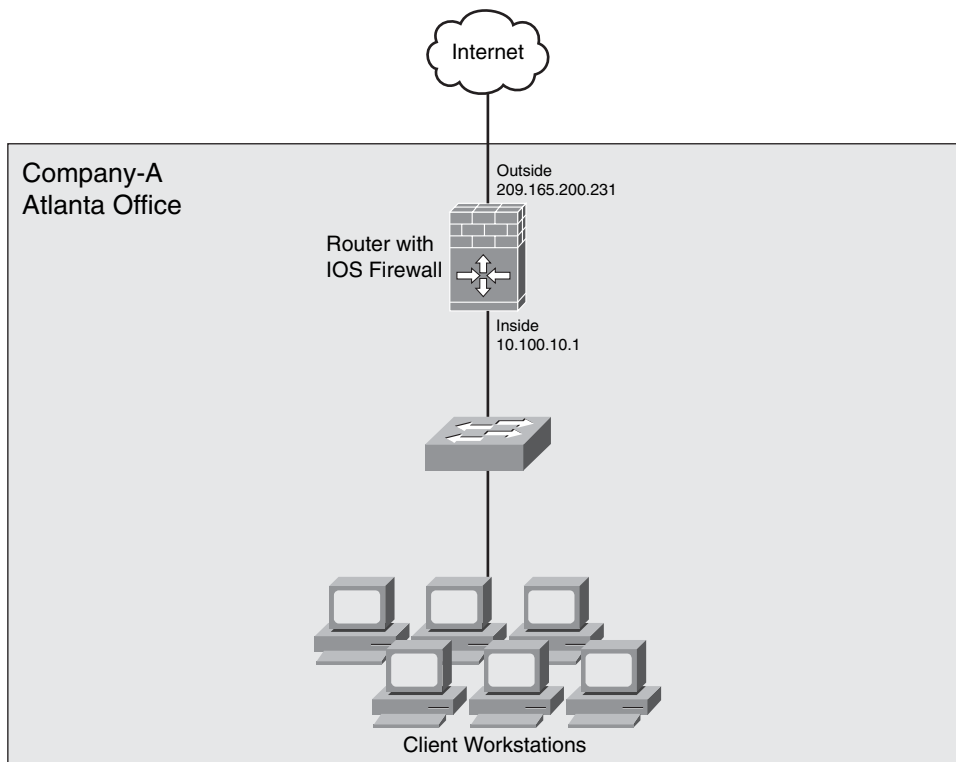 Internet
Company-A
Atlanta Office
Outside
209.165.200.231
Router with
IOS Firewall
Inside
10.100.10.1
Client Workstations